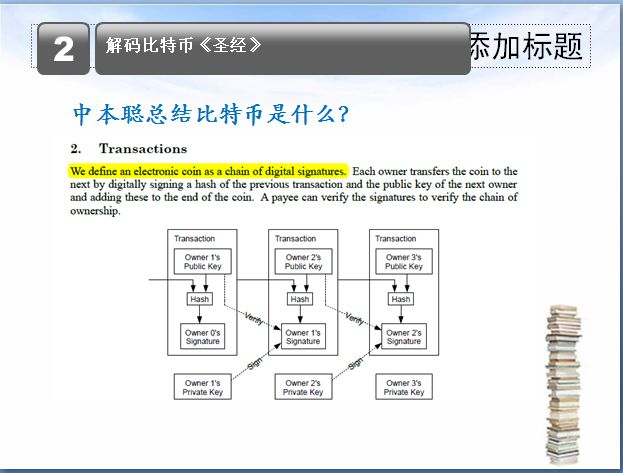 2
解码比特币《圣经》
添加标题
中本聪总结比特币是什么?
2. Transactions
We define an electronic coin as a chain of digital signatures. Each owner transfers the coin to the
next by digitally signing a hash of the previous transaction and the public key of the next owner
and adding these to the end of the coin. A payee can verify the signatures to verify the chain of
ownership.
Transaction
Transaction
Transaction
Owner 1's
Public Key
Owner 2's
Public Key
Owner 3's
Public Key
Hash
Hash
Hash
Verify
Verify
Owner 0's
Signature
Owner 1's
Signature
Owner 2's
Signature
Sign
Sign
Owner 1's
Private Key
Owner 2's
Private Key
Owner 3's
Private Key